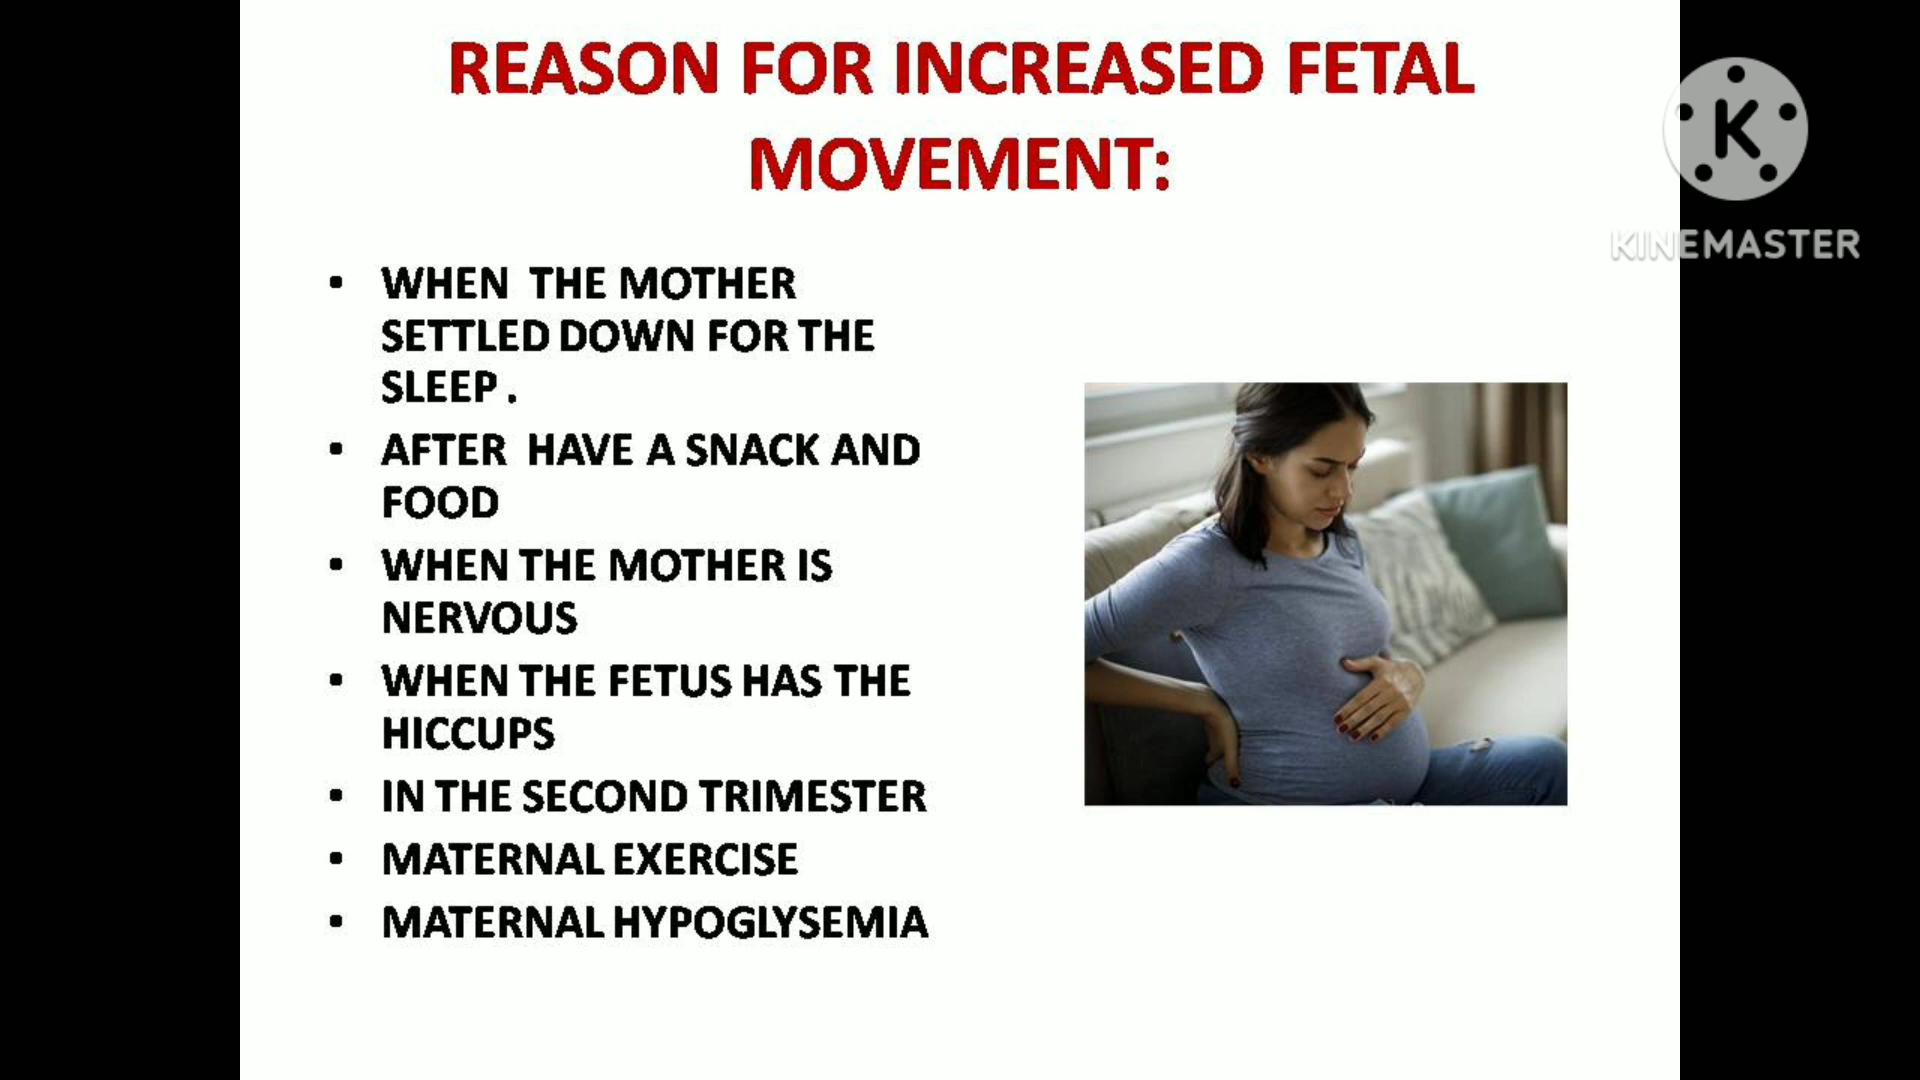 REASON FOR INCREASED FETAL
MOVEMENT:
K
KINEMASTER
• WHEN THE MOTHER
SETTLED DOWN FOR THE
SLEEP .
• AFTER HAVE A SNACK AND
FOOD
• WHEN THE MOTHER IS
NERVOUS
• WHEN THE FETUS HAS THE
HICCUPS
• IN THE SECOND TRIMESTER
• MATERNAL EXERCISE
• MATERNAL HYPOGLYSEMIA